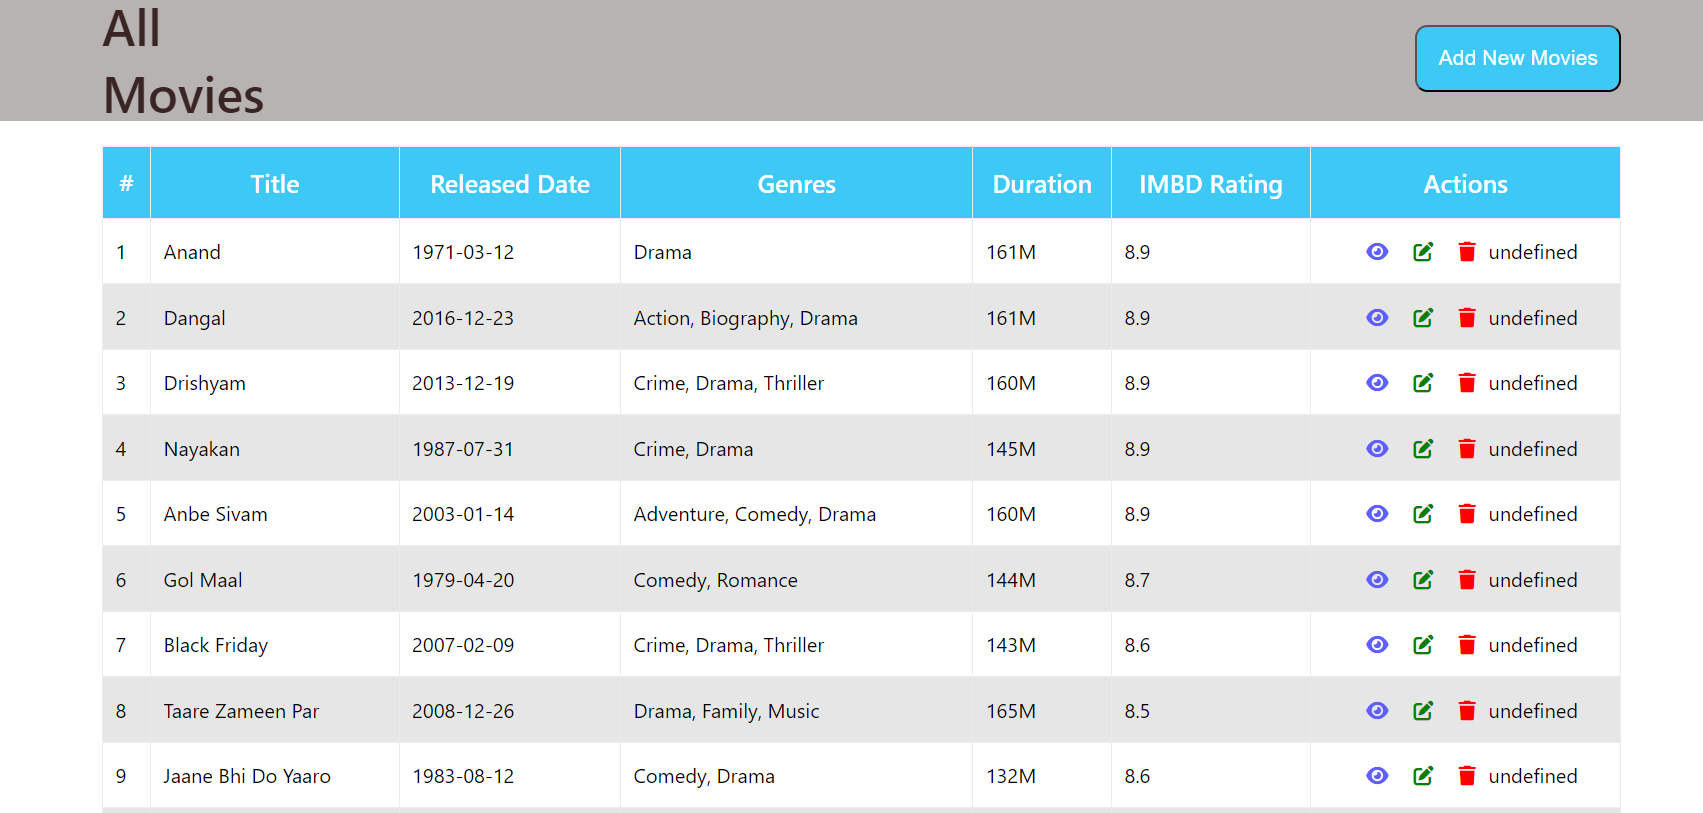 All
Movies
Add New Movies
# Title Released Date Genres Duration IMBD Rating Actions
1 Anand 1971-03-12 Drama 161M 8.9 undefined
2 Dangal 2016-12-23 Action, Biography, Drama 161M 8.9 undefined
3 Drishyam 2013-12-19 Crime, Drama, Thriller 160M 8.9 undefined
4 Nayakan 1987-07-31 Crime, Drama 145M 8.9 undefined
5 Anbe Sivam 2003-01-14 Adventure, Comedy, Drama 160M 8.9 undefined
6 Gol Maal 1979-04-20 Comedy, Romance 144M 8.7 undefined
7 Black Friday 2007-02-09 Crime, Drama, Thriller 143M 8.6 undefined
8 Taare Zameen Par 2008-12-26 Drama, Family, Music 165M 8.5 undefined
9 Jaane Bhi Do Yaaro 1983-08-12 Comedy, Drama 132M 8.6 undefined